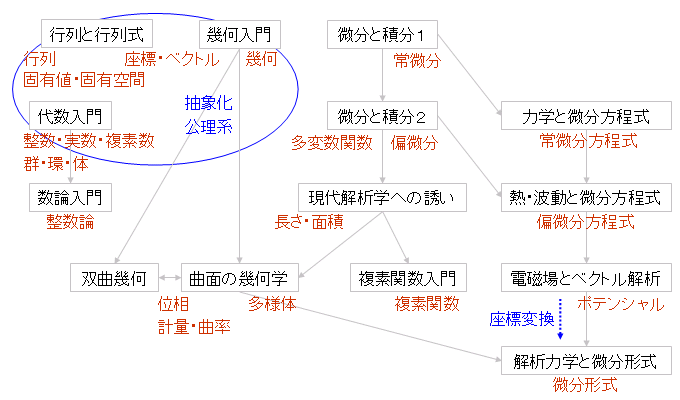 行列と行列式
幾何入門
微分と積分1
行列
座標・ベクトル
幾何
常微分
固有値・固有空間
抽象化
公理系
代数入門
微分と積分2
力学と微分方程式
整数・実数・複素数
多変数関数
偏微分
常微分方程式
群・環・体
数論入門
現代解析学への誘い
熱・波動と微分方程式
整数論
長さ・面積
偏微分方程式
双曲幾何
曲面の幾何学
複素関数入門
電磁場とベクトル解析
位相
多様体
複素関数
ポテンシャル
計量・曲率
座標変換
解析力学と微分形式
微分形式